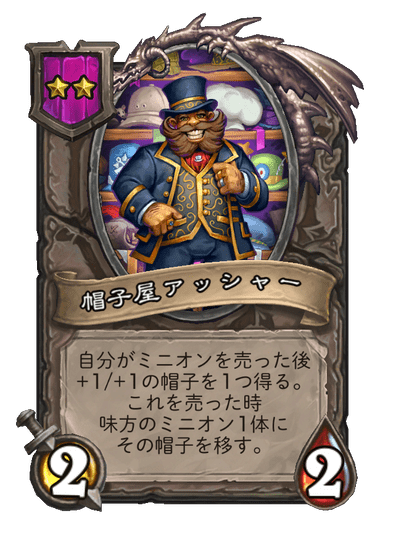 帽子屋アッシャー
自分がミニオンを売った後
+1/+1の帽子を1つ得る。
これを売った時
味方のミニオン1体に
その帽子を移す。
2
2